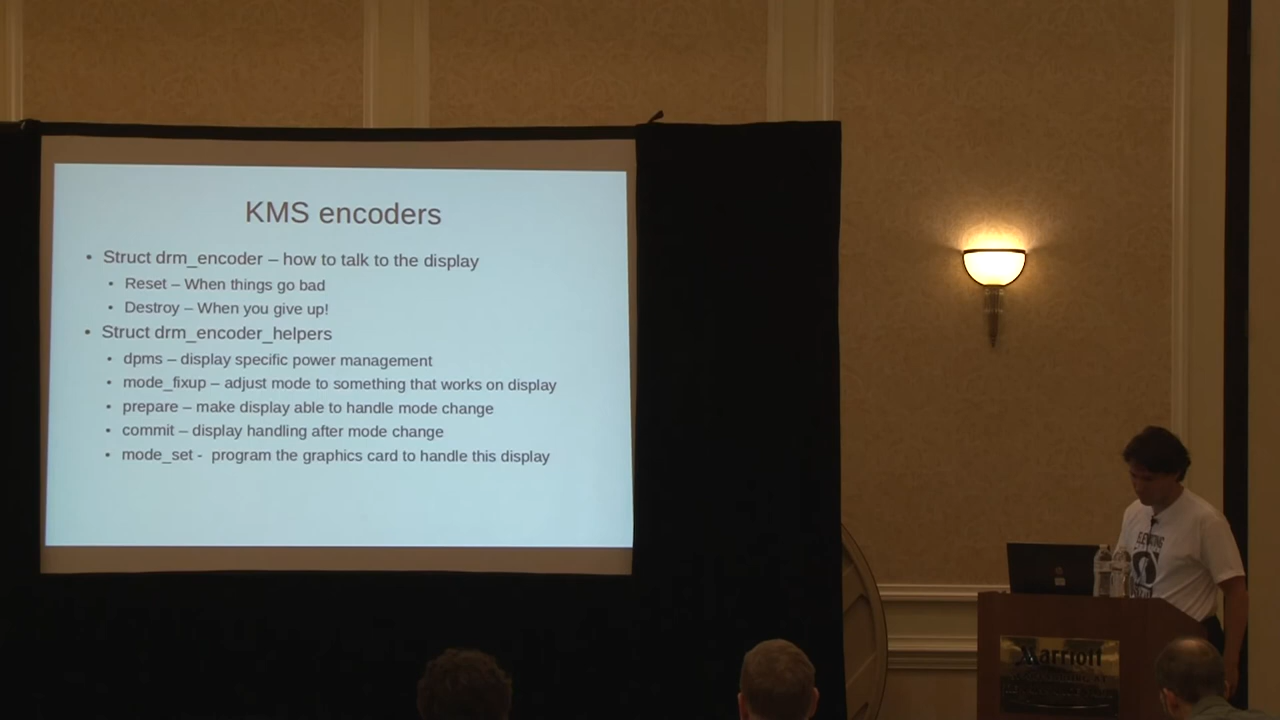 KMS encoders
• Struct drm_encoder – how to talk to the display
• Reset – When things go bad
• Destroy – When you give up!
• Struct drm_encoder_helpers
• dpms – display specific power management
• mode_fixup – adjust mode to something that works on display
• prepare – make display able to handle mode change
• commit – display handling after mode change
• mode_set - program the graphics card to handle this display
Marriott